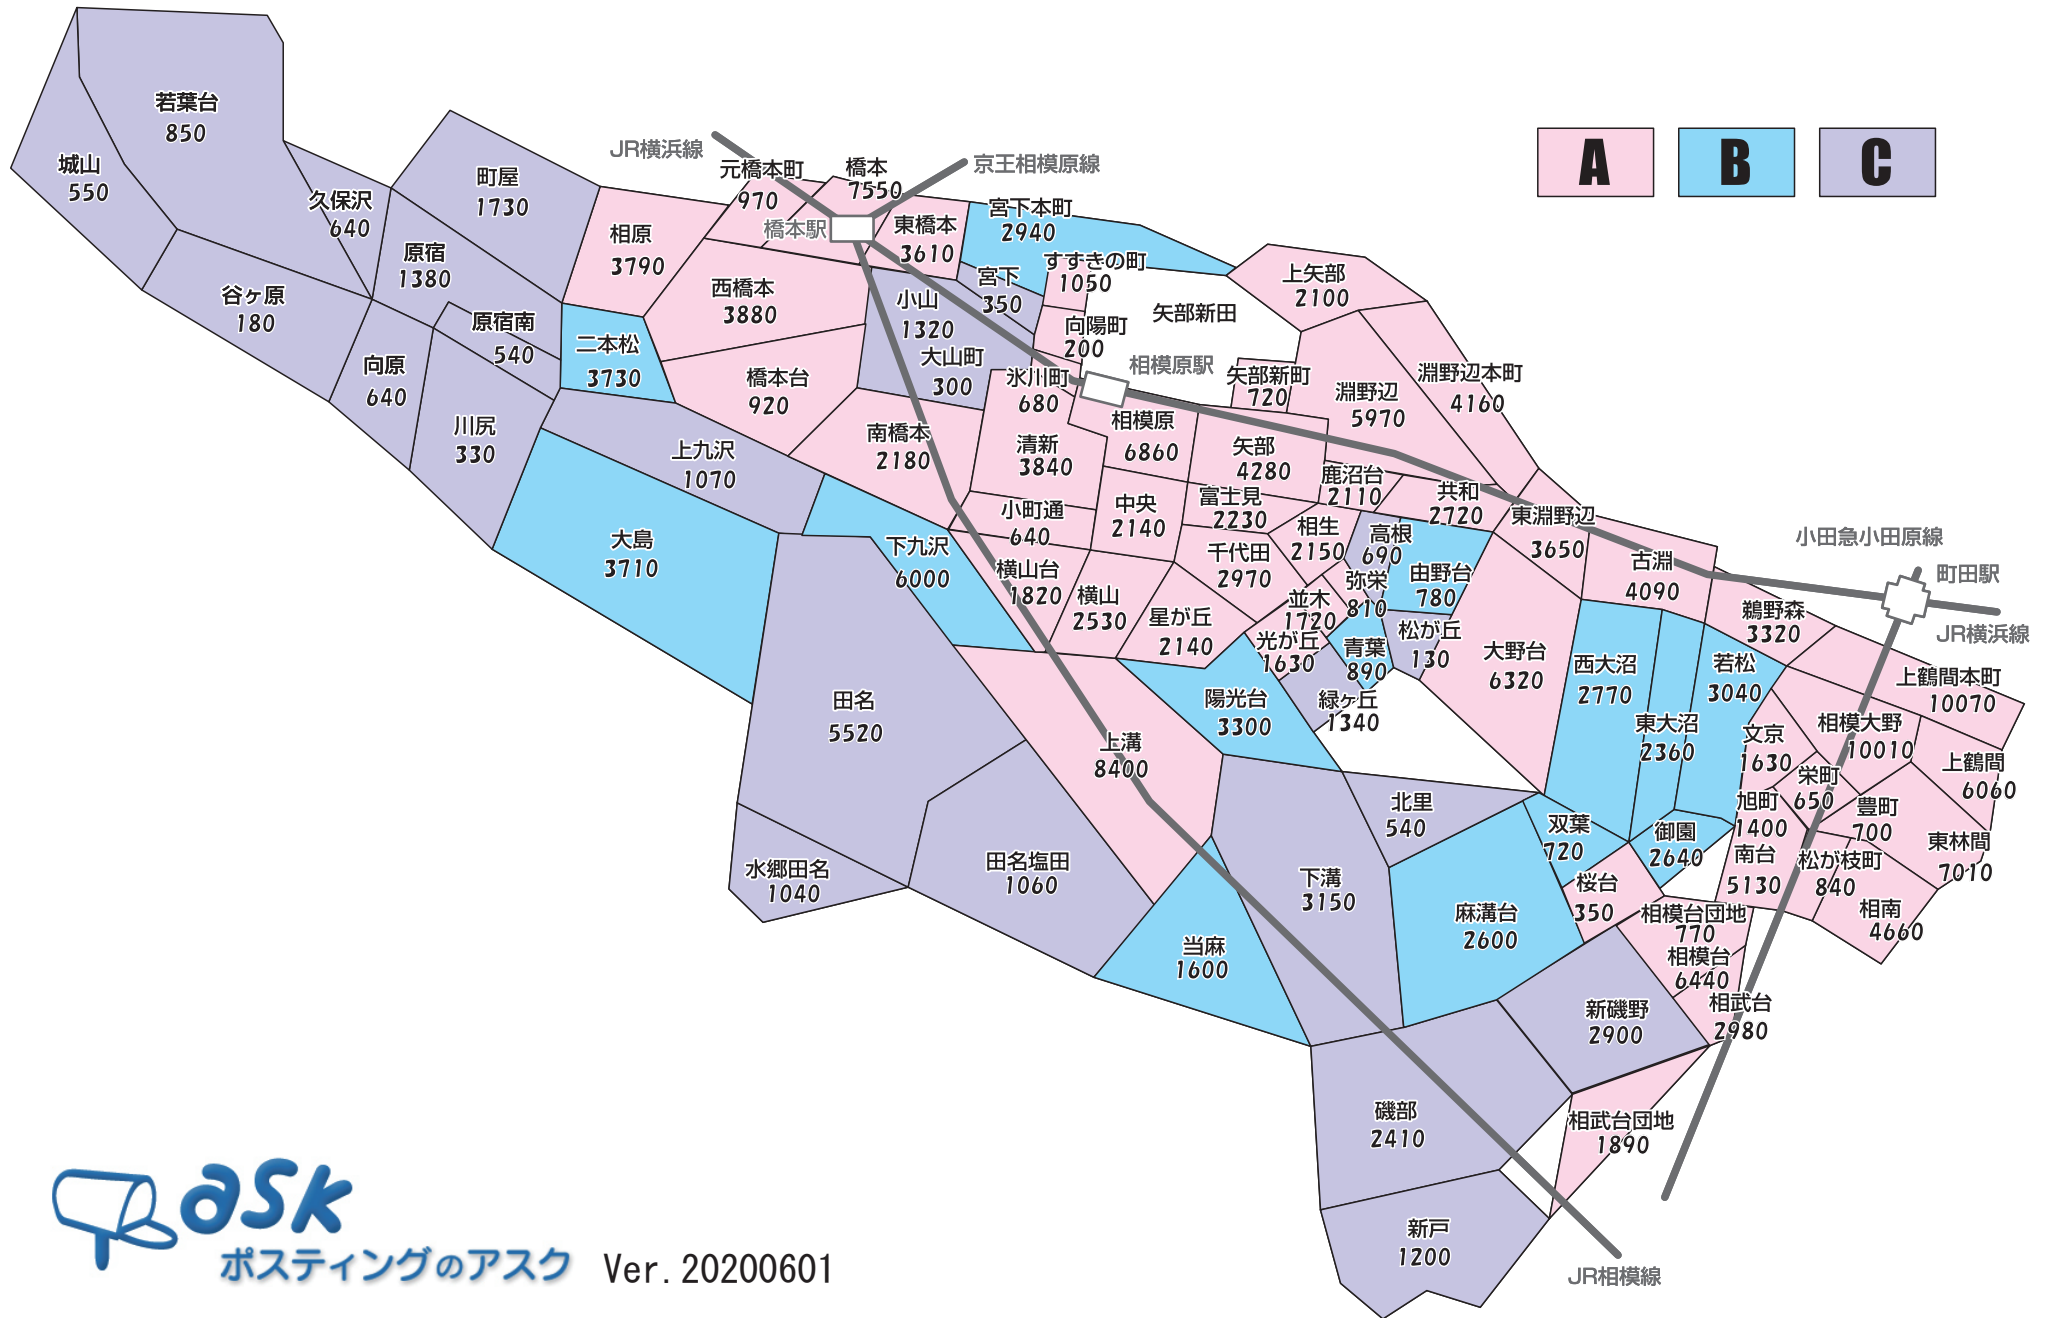 A
B
C
若葉台
850
城山
550
久保沢
640
町屋
1730
原宿
1380
谷ヶ原
180
原宿南
540
向原
640
川尻
330
JR横浜線
京王相模原線
元橋本町
970
橋本
7550
橋本駅
東橋本
3610
宮下本町
2940
相原
3790
すすきの町
1050
宮下
350
西橋本
3880
小山
1320
向陽町
200
矢部新田
上矢部
2100
二本松
3730
橋本台
920
大山町
300
氷川町
680
相模原駅
矢部新町
720
淵野辺
5970
淵野辺本町
4160
上九沢
1070
南橋本
2180
清新
3840
相模原
6860
矢部
4280
鹿沼台
2110
共和
2720
大島
3710
下九沢
6000
小町通
640
中央
2140
富士見
2230
相生
2150
高根
690
東淵野辺
3650
古淵
4090
小田急小田原線
町田駅
JR横浜線
横山台
1820
横山
2530
千代田
2970
弥栄
810
由野台
780
星が丘
2140
並木
1720
光が丘
1630
青葉
890
松が丘
130
鵜野森
3320
大野台
6320
西大沼
2770
若松
3040
上鶴間本町
10070
田名
5520
上溝
8400
陽光台
3300
緑ヶ丘
1340
東大沼
2360
文京
1630
相模大野
10010
上鶴間
6060
栄町
650
旭町
1400
豊町
700
東林間
7010
北里
540
双葉
720
御園
2640
南台
5130
松が枝町
840
相南
4660
水郷田名
1040
田名塩田
1060
下溝
3150
麻溝台
2600
桜台
350
相模台団地
770
相模台
6440
当麻
1600
新磯野
2900
相武台
2980
磯部
2410
相武台団地
1890
新戸
1200
JR相模線
ask
ポスティングのアスク
Ver.20200601